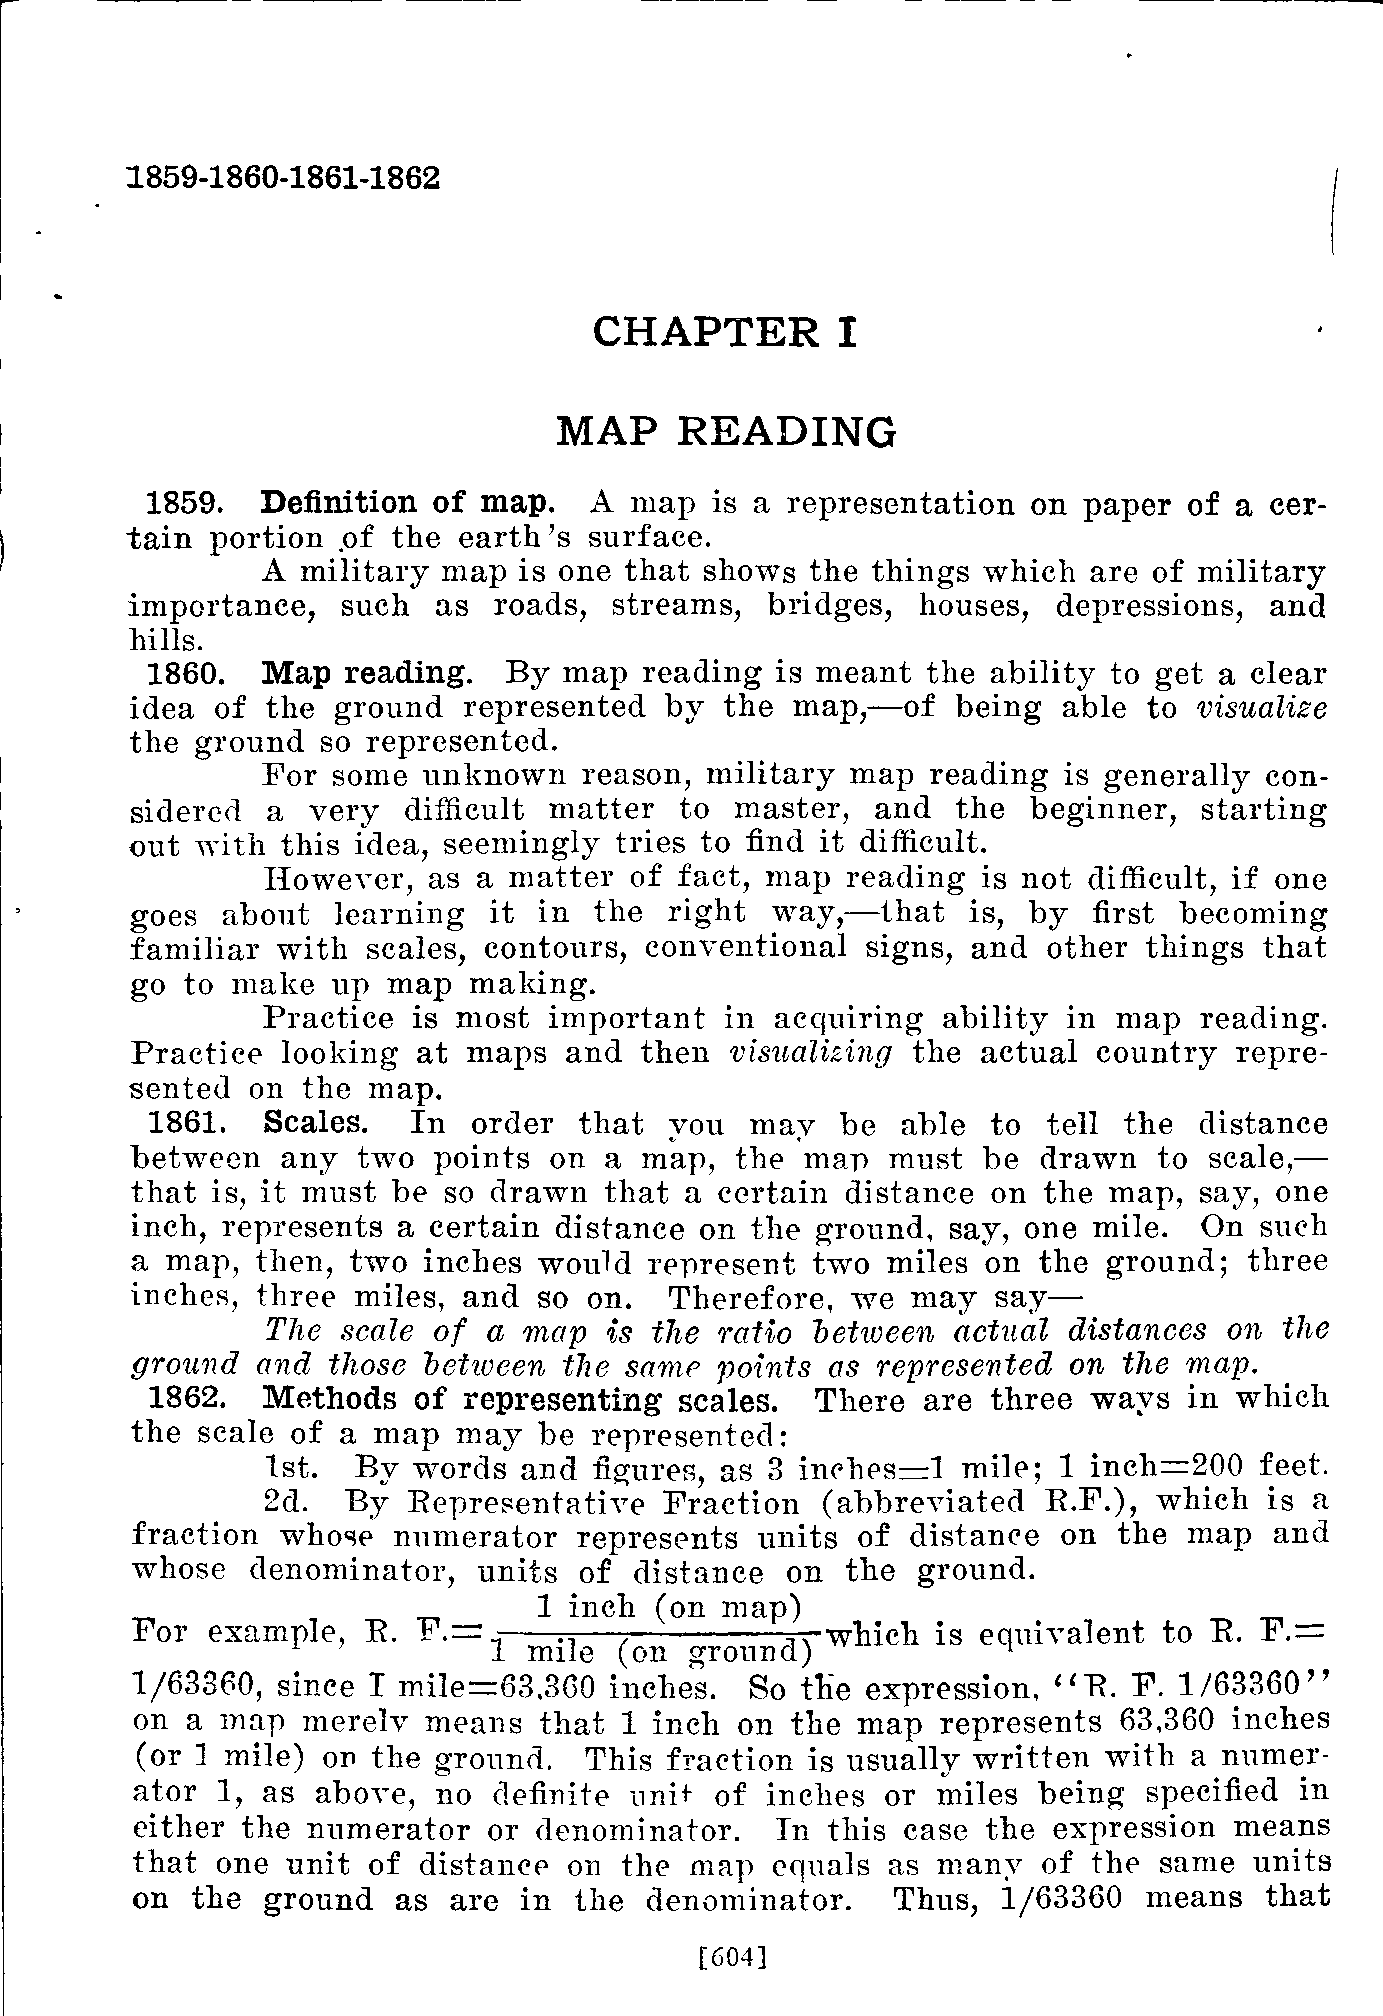 1859-1860-1861-1862
CHAPTER I
MAP READING
1859. Definition of map. A map is a representation on paper of a cer-
tain portion of the earth's surface.
A military map is one that shows the things which are of military
importance, such as roads, streams, bridges, houses, depressions, and
hills.
1860. Map reading. By map reading is meant the ability to get a clear
idea of the ground represented by the map,—of being able to visualize
the ground so represented.
For some unknown reason, military map reading is generally con-
sidered a very difficult matter to master, and the beginner, starting
out with this idea, seemingly tries to find it difficult.
However, as a matter of fact, map reading is not difficult, if one
goes about learning it in the right way,—that is, by first becoming
familiar with scales, contours, conventional signs, and other things that
go to make up map making.
Practice is most important in acquiring ability in map reading.
Practice looking at maps and then visualizing the actual country repre-
sented on the map.
1861. Scales. In order that you may be able to tell the distance
between any two points on a map, the map must be drawn to scale,—
that is, it must be so drawn that a certain distance on the map, say, one
inch, represents a certain distance on the ground, say, one mile. On such
a map, then, two inches would represent two miles on the ground; three
inches, three miles, and so on. Therefore, we may say—
The scale of a map is the ratio between actual distances on the
ground and those between the same points as represented on the map.
1862. Methods of representing scales. There are three ways in which
the scale of a map may be represented:
1st. By words and figures, as 3 inches=1 mile; 1 inch=200 feet.
2d. By Representative Fraction (abbreviated R.F.), which is a
fraction whose numerator represents units of distance on the map and
whose denominator, units of distance on the ground.
1 inch (on map)
For example, R. F.= which is equivalent to R. F.=
1 mile (on ground)
1/63360, since I mile=63,360 inches. So the expression, "R. F. 1/63360"
on a map merely means that 1 inch on the map represents 63,360 inches
(or 1 mile) on the ground. This fraction is usually written with a numer-
ator 1, as above, no definite unit of inches or miles being specified in
either the numerator or denominator. In this case the expression means
that one unit of distance on the map equals as many of the same units
on the ground as are in the denominator. Thus, 1/63360 means that
[604]